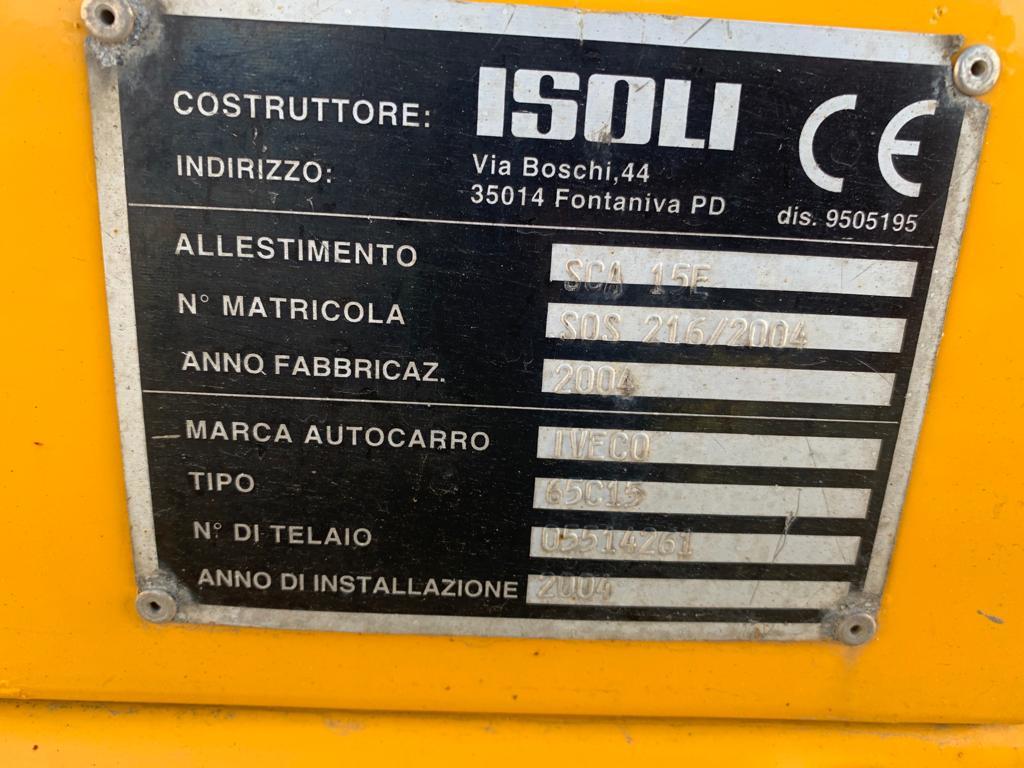 COSTRUTTORE: ISOLI CE
INDIRIZZO: Via Boschi,44
35014 Fontaniva PD
dis. 9505195
ALLESTIMENTO SCA 15E
N° MATRICOLA SOS 216/2004
ANNO FABBRICAZ. 2004
MARCA AUTOCARRO IVECO
TIPO 65C15
N° DI TELAIO 05514261
ANNO DI INSTALLAZIONE 2004